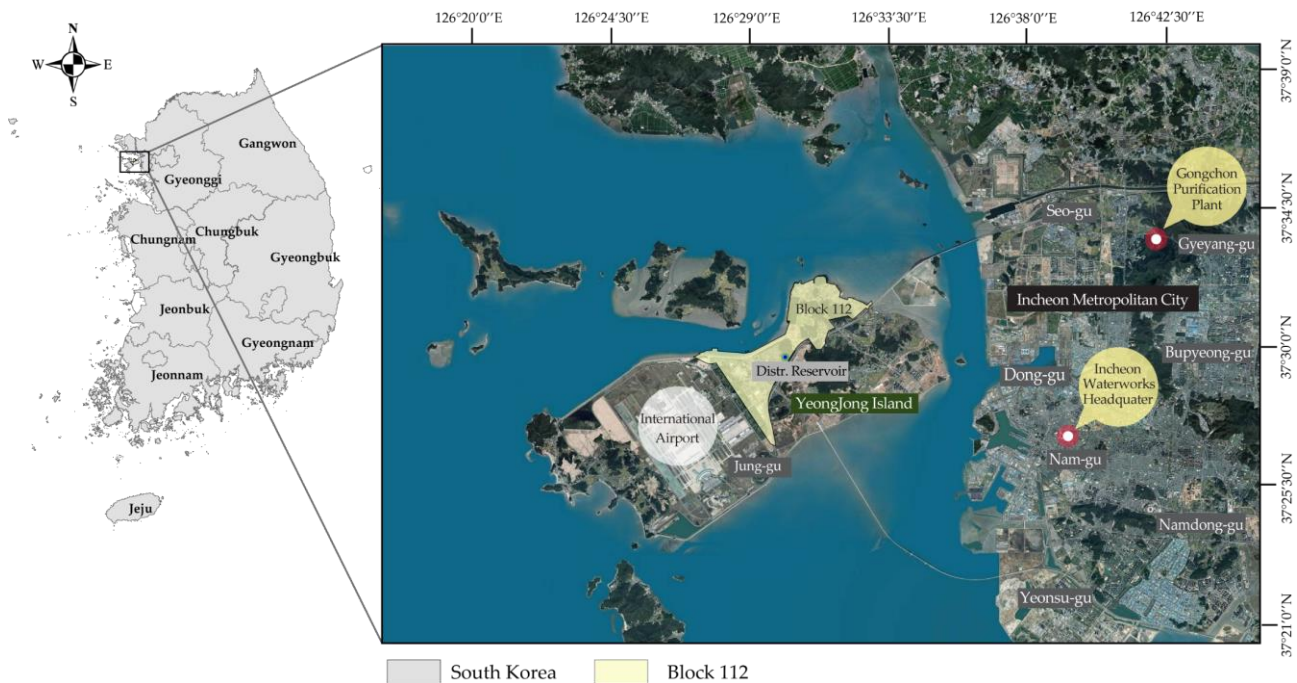 126°20'0''E
126°24'30''E
126°29'0''E
126°33'30''E
126°38'0''E
126°42'30''E
N
W
E
S
Gangwon
Gyeonggi
Chungbuk
Chungnam
Gyeongbuk
Jeonbuk
Gyeongnam
Jeonnam
Jeju
37°39'0''N
37°34'30''N
37°30'0''N
37°25'30''N
37°21'0''N
Gongchon
Purification
Plant
Seo-gu
Gyeyang-gu
Incheon Metropolitan City
Block 112
Bupyeong-gu
Distr. Reservoir
Dong-gu
Incheon
Waterworks
Headquater
YeongJong Island
International
Airport
Jung-gu
Nam-gu
Namdong-gu
Yeonsu-gu
South Korea
Block 112